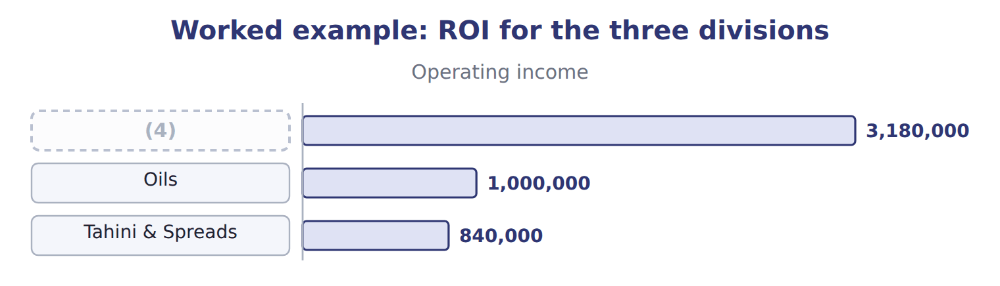 Worked example: ROI for the three divisions
Operating income
(4)
3,180,000
Oils
1,000,000
Tahini & Spreads
840,000